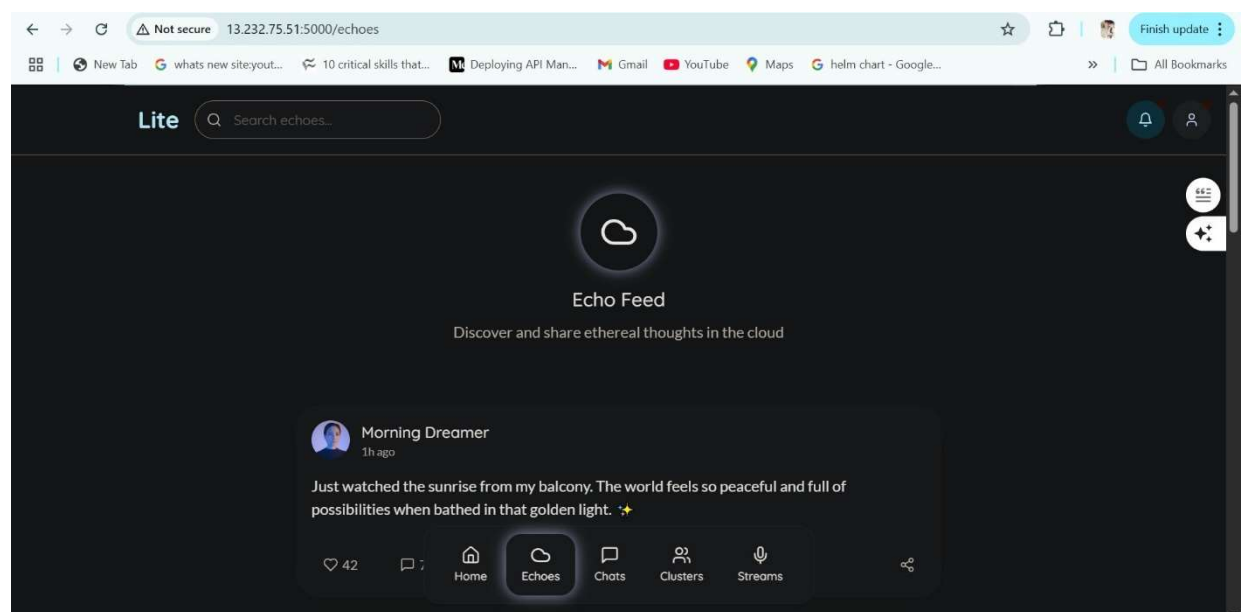 Not secure 13.232.75.51:5000/echoes Finish update
New Tab whats new site:yout... 10 critical skills that... Deploying API Man... Gmail YouTube Maps helm chart - Google... » All Bookmarks
Lite Search echoes...
Echo Feed
Discover and share ethereal thoughts in the cloud
Morning Dreamer
1h ago
Just watched the sunrise from my balcony. The world feels so peaceful and full of
possibilities when bathed in that golden light. ✨
42
Home Echoes Chats Clusters Streams